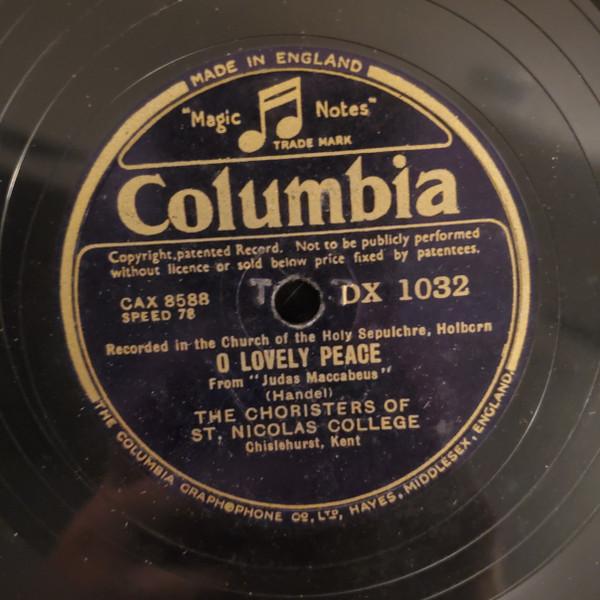 MADE IN ENGLAND
"Magic Notes"
TRADE MARK
Columbia
Copyright, patented Record. Not to be publicly performed
without licence or sold below price fixed by patentees.
CAX 8588
SPEED 78
DX 1032
Recorded in the Church of the Holy Sepulchre, Holborn
O LOVELY PEACE
From "Judas Maccabeus"
(Handel)
THE CHORISTERS OF
ST. NICOLAS COLLEGE
Chislehurst, Kent
THE COLUMBIA GRAPHOPHONE CO., LTD, HAYES, MIDDLESEX, ENGLAND.